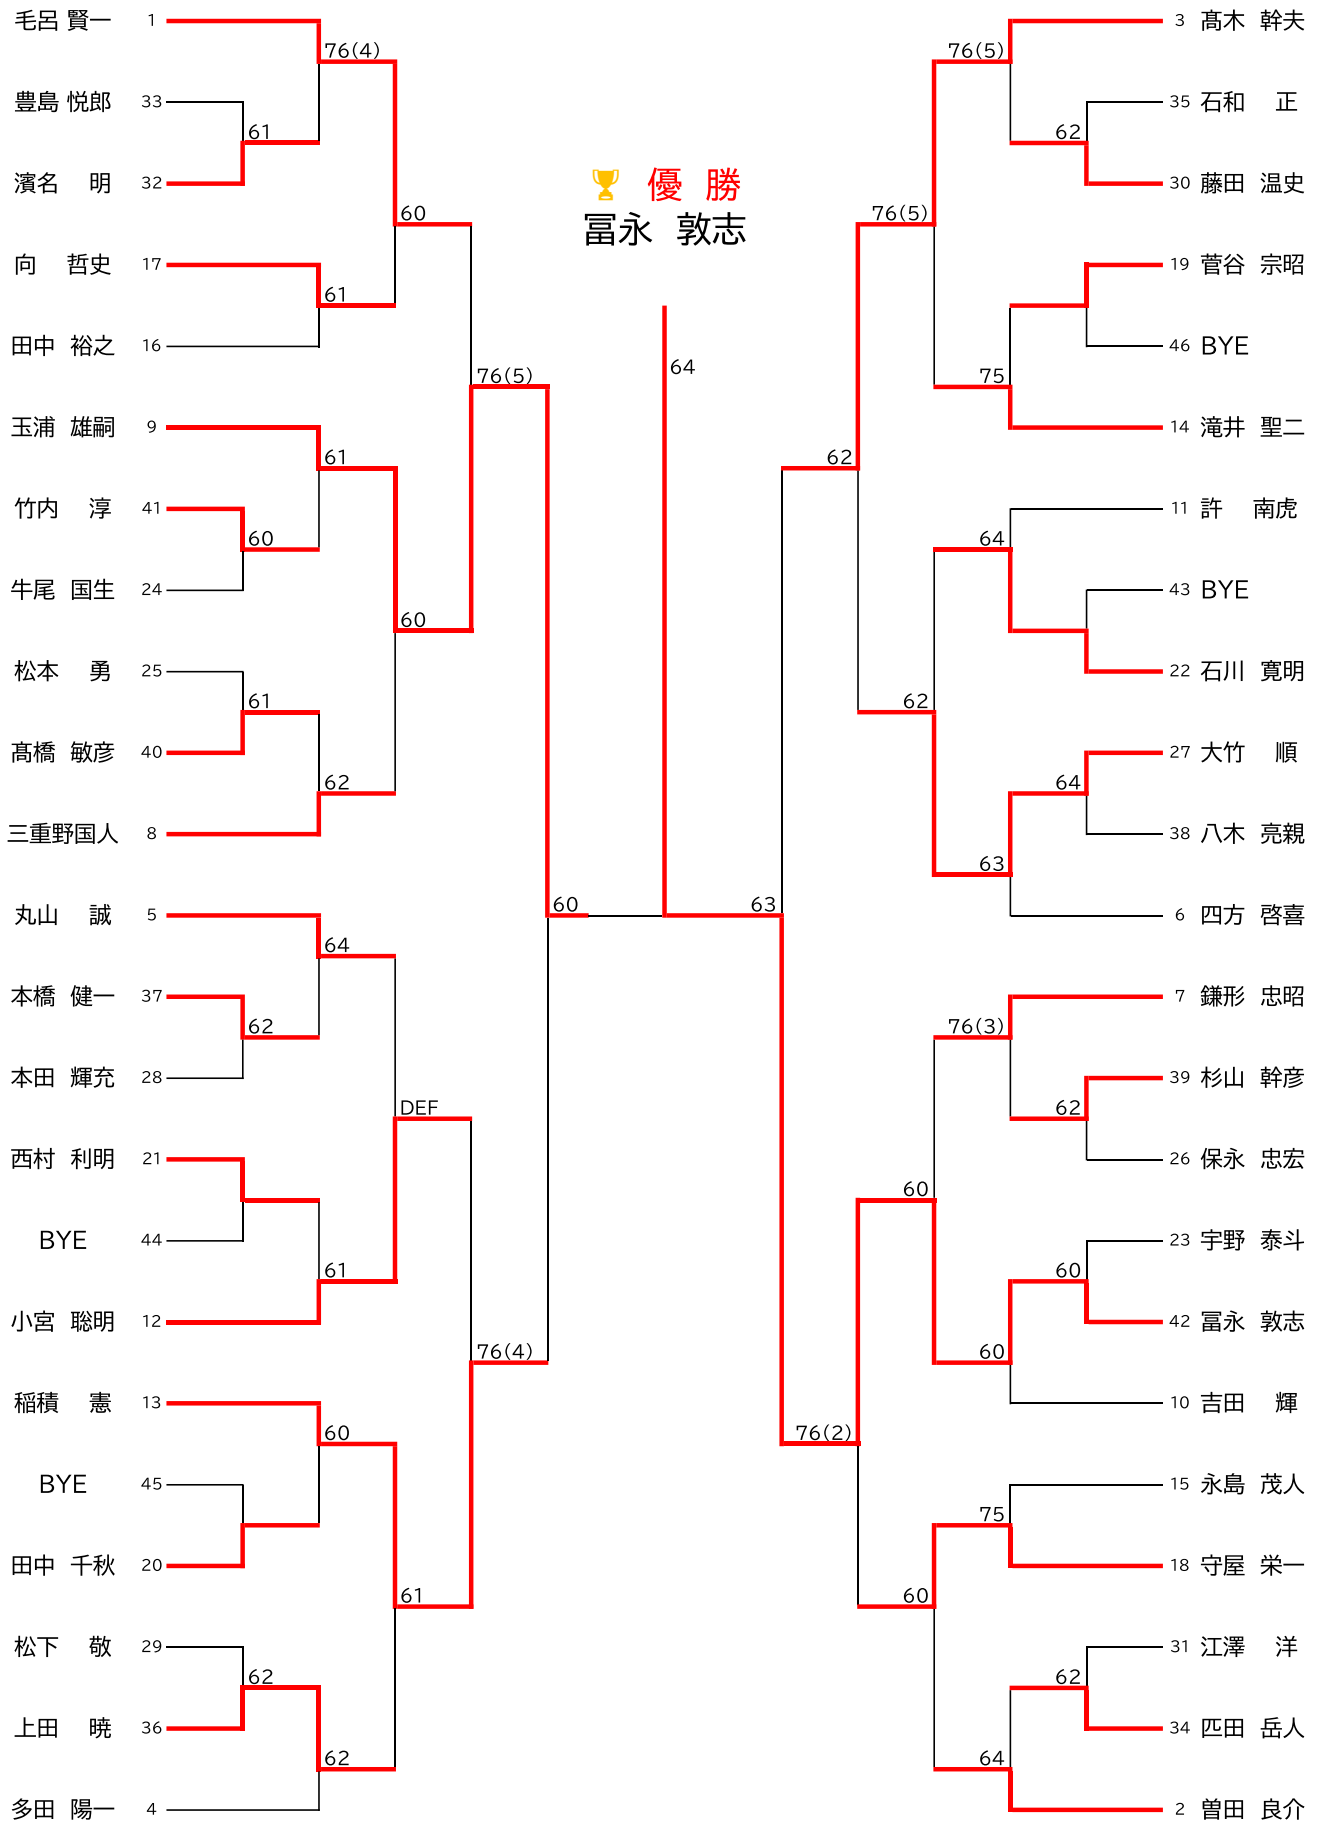 毛呂 賢一 1
76(4)
豊島 悦郎 33
61
濱名 明 32
60
向 哲史 17
61
田中 裕之 16
76(5)
玉浦 雄嗣 9
61
竹内 淳 41
60
牛尾 国生 24
60
松本 勇 25
61
髙橋 敏彦 40
62
三重野国人 8
60
丸山 誠 5
64
本橋 健一 37
62
本田 輝充 28
DEF
西村 利明 21
BYE 44
61
小宮 聡明 12
76(4)
稲積 憲 13
60
BYE 45
田中 千秋 20
61
松下 敬 29
62
上田 暁 36
62
多田 陽一 4
優 勝
冨永 敦志
64
3 髙木 幹夫
76(5)
35 石和 正
62
30 藤田 温史
76(5)
19 菅谷 宗昭
46 BYE
75
14 滝井 聖二
62
11 許 南虎
64
43 BYE
22 石川 寛明
62
27 大竹 順
64
38 八木 亮親
63
6 四方 啓喜
63
7 鎌形 忠昭
76(3)
39 杉山 幹彦
62
26 保永 忠宏
60
23 宇野 泰斗
60
42 冨永 敦志
60
10 吉田 輝
76(2)
15 永島 茂人
75
18 守屋 栄一
60
31 江澤 洋
62
34 匹田 岳人
64
2 曽田 良介